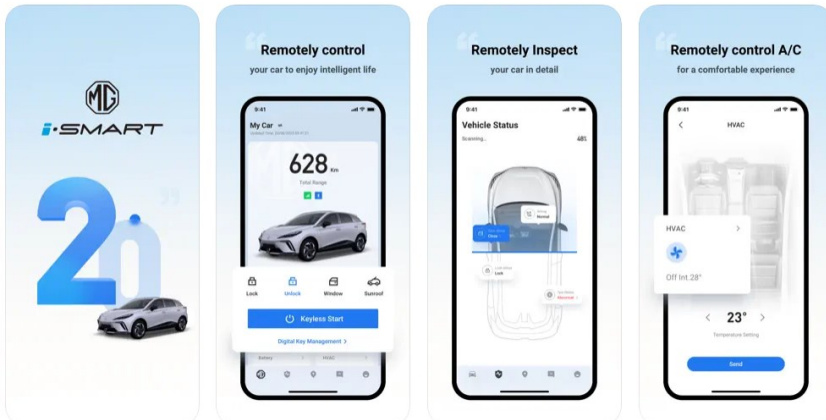 MG
i·SMART
2.0
Remotely control
your car to enjoy intelligent life
9:41
My Car
628 Km
Total Range
Lock
Unlock
Window
Sunroof
Keyless Start
Digital Key Management >
Battery
HVAC
Remotely Inspect
your car in detail
9:41
Vehicle Status
Scanning...
48%
Normal
Lock
Remotely control A/C
for a comfortable experience
9:41
HVAC
HVAC
Off Int 28°
23°
Temperature Setting
Send